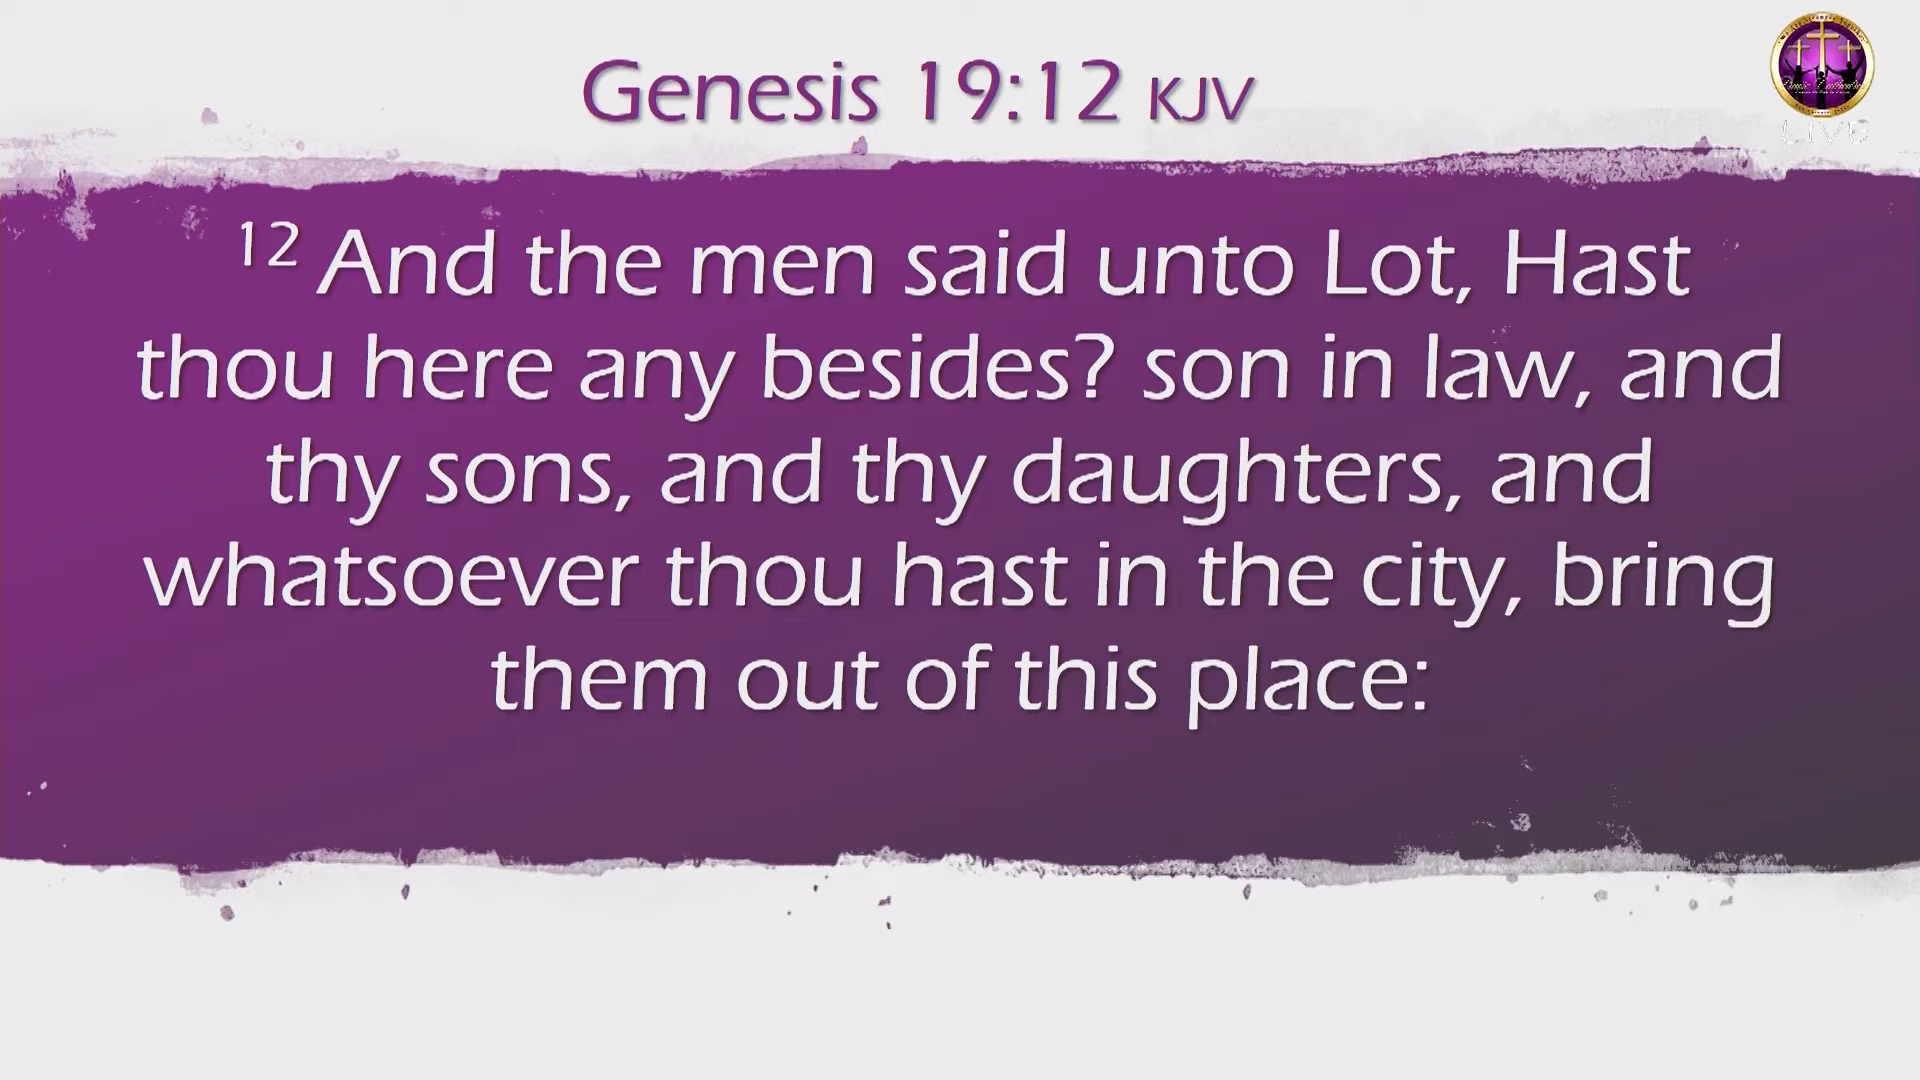 Genesis 19:12 KJV
LIVE
12 And the men said unto Lot, Hast
thou here any besides? son in law, and
thy sons, and thy daughters, and
whatsoever thou hast in the city, bring
them out of this place: